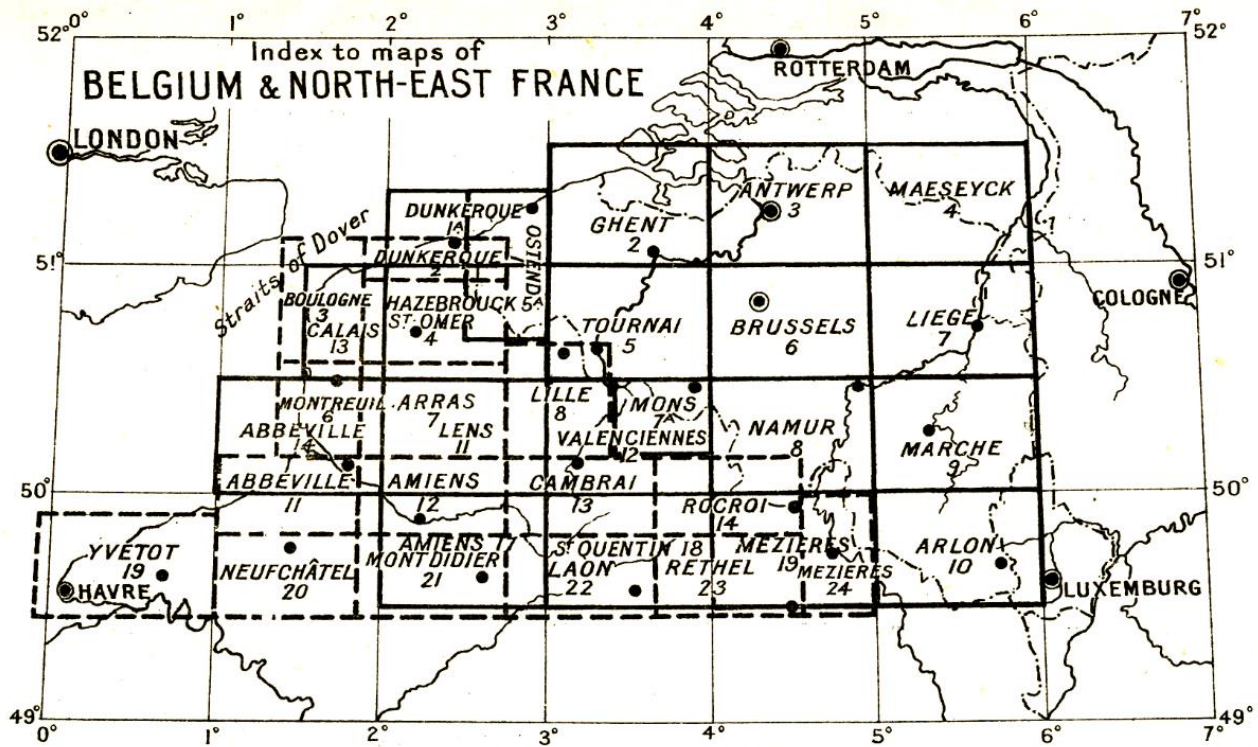 0° 1° 2° 3° 4° 5° 6° 7°
52° 52°
Index to maps of
BELGIUM & NORTH-EAST FRANCE
ROTTERDAM
LONDON
ANTWERP
3
MAESEYCK
4
DUNKERQUE
1A
GHENT
2
OSTEND
Straits of Dover
DUNKERQUE
2
51° 51°
COLOGNE
BOULOGNE
3
CALAIS
13
HAZEBROUCK 5A
ST OMER
4
TOURNAI
5
BRUSSELS
6
LIEGE
7
LILLE
8
MONTREUIL
6
ABBEVILLE
14
ARRAS
7
LENS
11
MONS
7A
VALENCIENNES
12
NAMUR
8
MARCHE
9
50° 50°
ABBEVILLE
11
AMIENS
12
CAMBRAI
13
ROCROI
14
YVETOT
19
HAVRE
NEUFCHÂTEL
20
AMIENS 17
MONTDIDIER
21
St QUENTIN 18
LAON
22
RETHEL
23
MEZIERES
19
MEZIERES
24
ARLON
10
LUXEMBURG
49° 49°
0° 1° 2° 3° 4° 5° 6° 7°